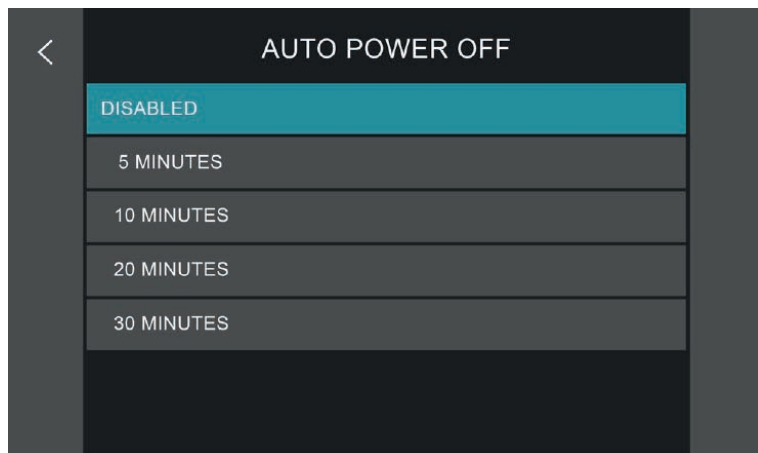 AUTO POWER OFF
DISABLED
5 MINUTES
10 MINUTES
20 MINUTES
30 MINUTES